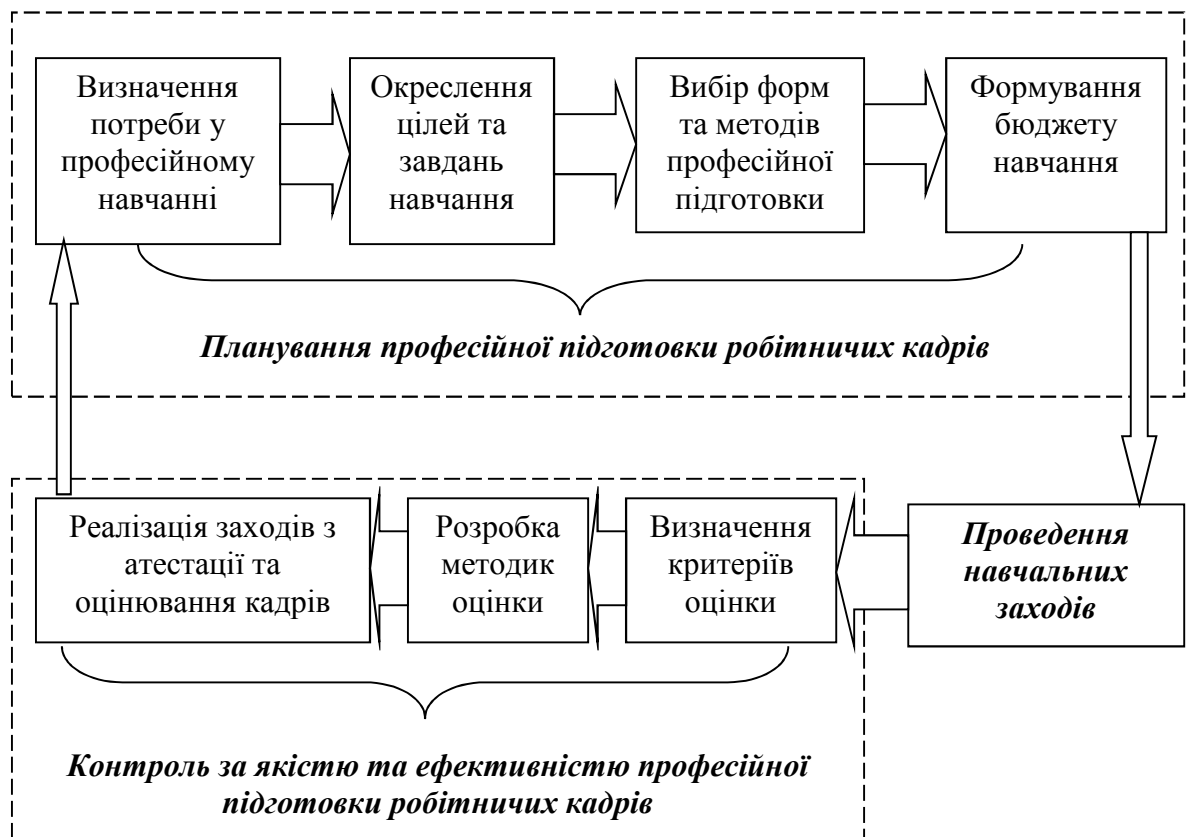 Визначення
потреби у
професійному
навчанні
Окреслення
цілей та
завдань
навчання
Вибір форм
та методів
професійної
підготовки
Формування
бюджету
навчання
Планування професійної підготовки робітничих кадрів
Проведення
навчальних
заходів
Визначення
критеріїв
оцінки
Розробка
методик
оцінки
Реалізація заходів з
атестації та
оцінювання кадрів
Контроль за якістю та ефективністю професійної
підготовки робітничих кадрів